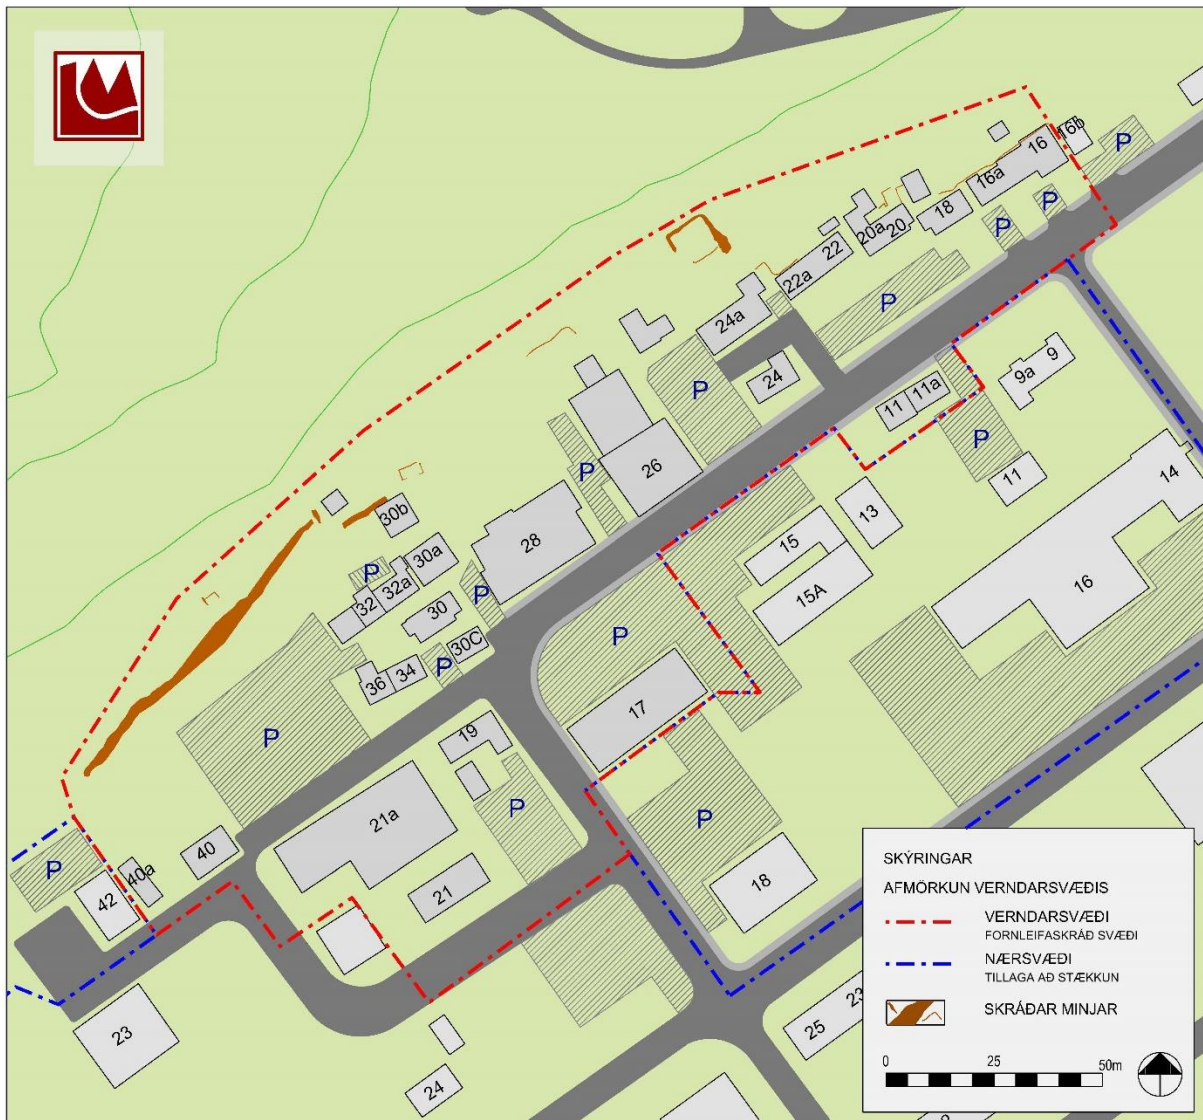 16b
16
P
16a
P
18
P
20
20a
22
22a
P
24a
24
P
9
9a
11a
11
P
11
14
26
P
13
15
15A
16
28
30b
30a
P
32a
32
30
P
30C
P
34
36
P
17
19
P
21a
P
P
40
40a
P
42
21
18
23
24
25
23
SKÝRINGAR
AFMÖRKUN VERNDARSVÆÐIS
VERNDARSVÆÐI
FORNLEIFASKRÁÐ SVÆÐI
NÆRSVÆÐI
TILLAGA AÐ STÆKKUN
SKRÁÐAR MINJAR
0 25 50m